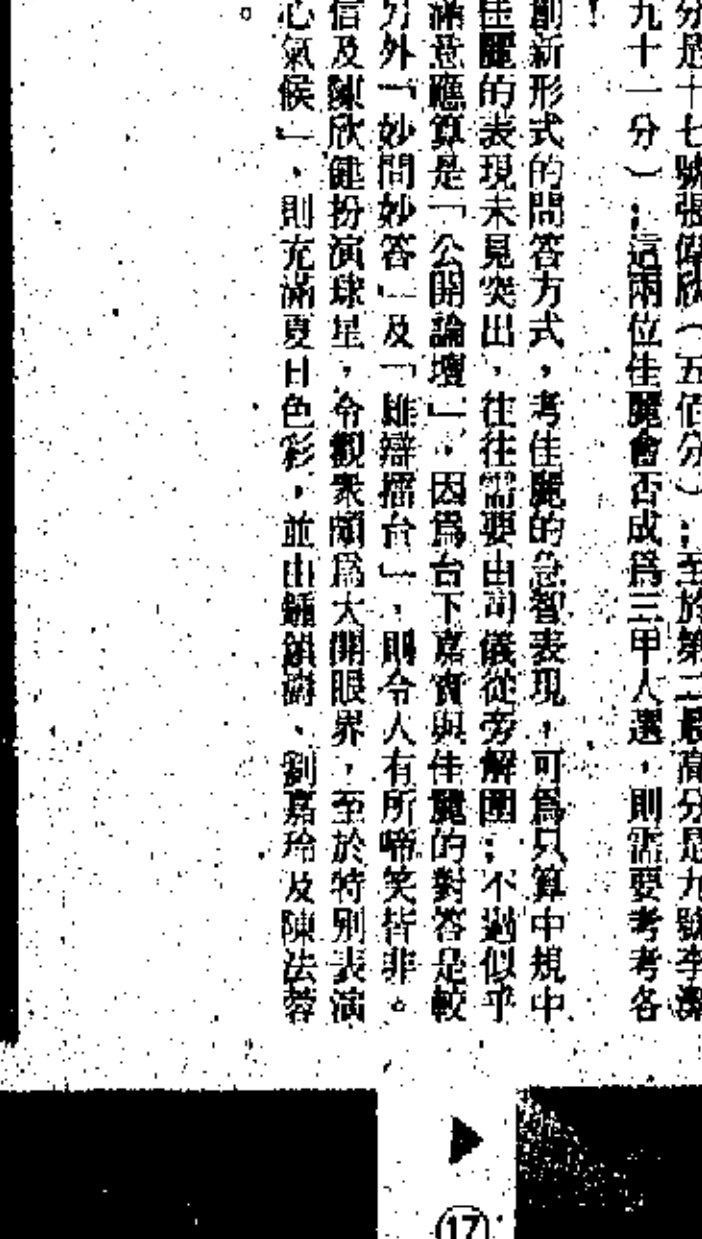 分是十七號張偉欣（五佰分）；至於第二最高分是九號李
九十一分）；這兩位佳麗會否成為三甲人選，則需要考考各
！
創新形式的問答方式，考佳麗的急智表現，可為只算中規中
佳麗的表現未見突出，往往需要由司儀從旁解圍；不過似乎
滿意應算是「公開論壇」，因為台下嘉賓與佳麗的對答是較
另外「妙問妙答」及「雄辯擂台」，則令人有所啼笑皆非。
信及陳欣健扮演球星，令觀衆頗爲大開眼界，至於特別表演
心氣候」，則充滿夏日色彩，並由鍾鎮濤、劉嘉玲及陳法蓉
。
17